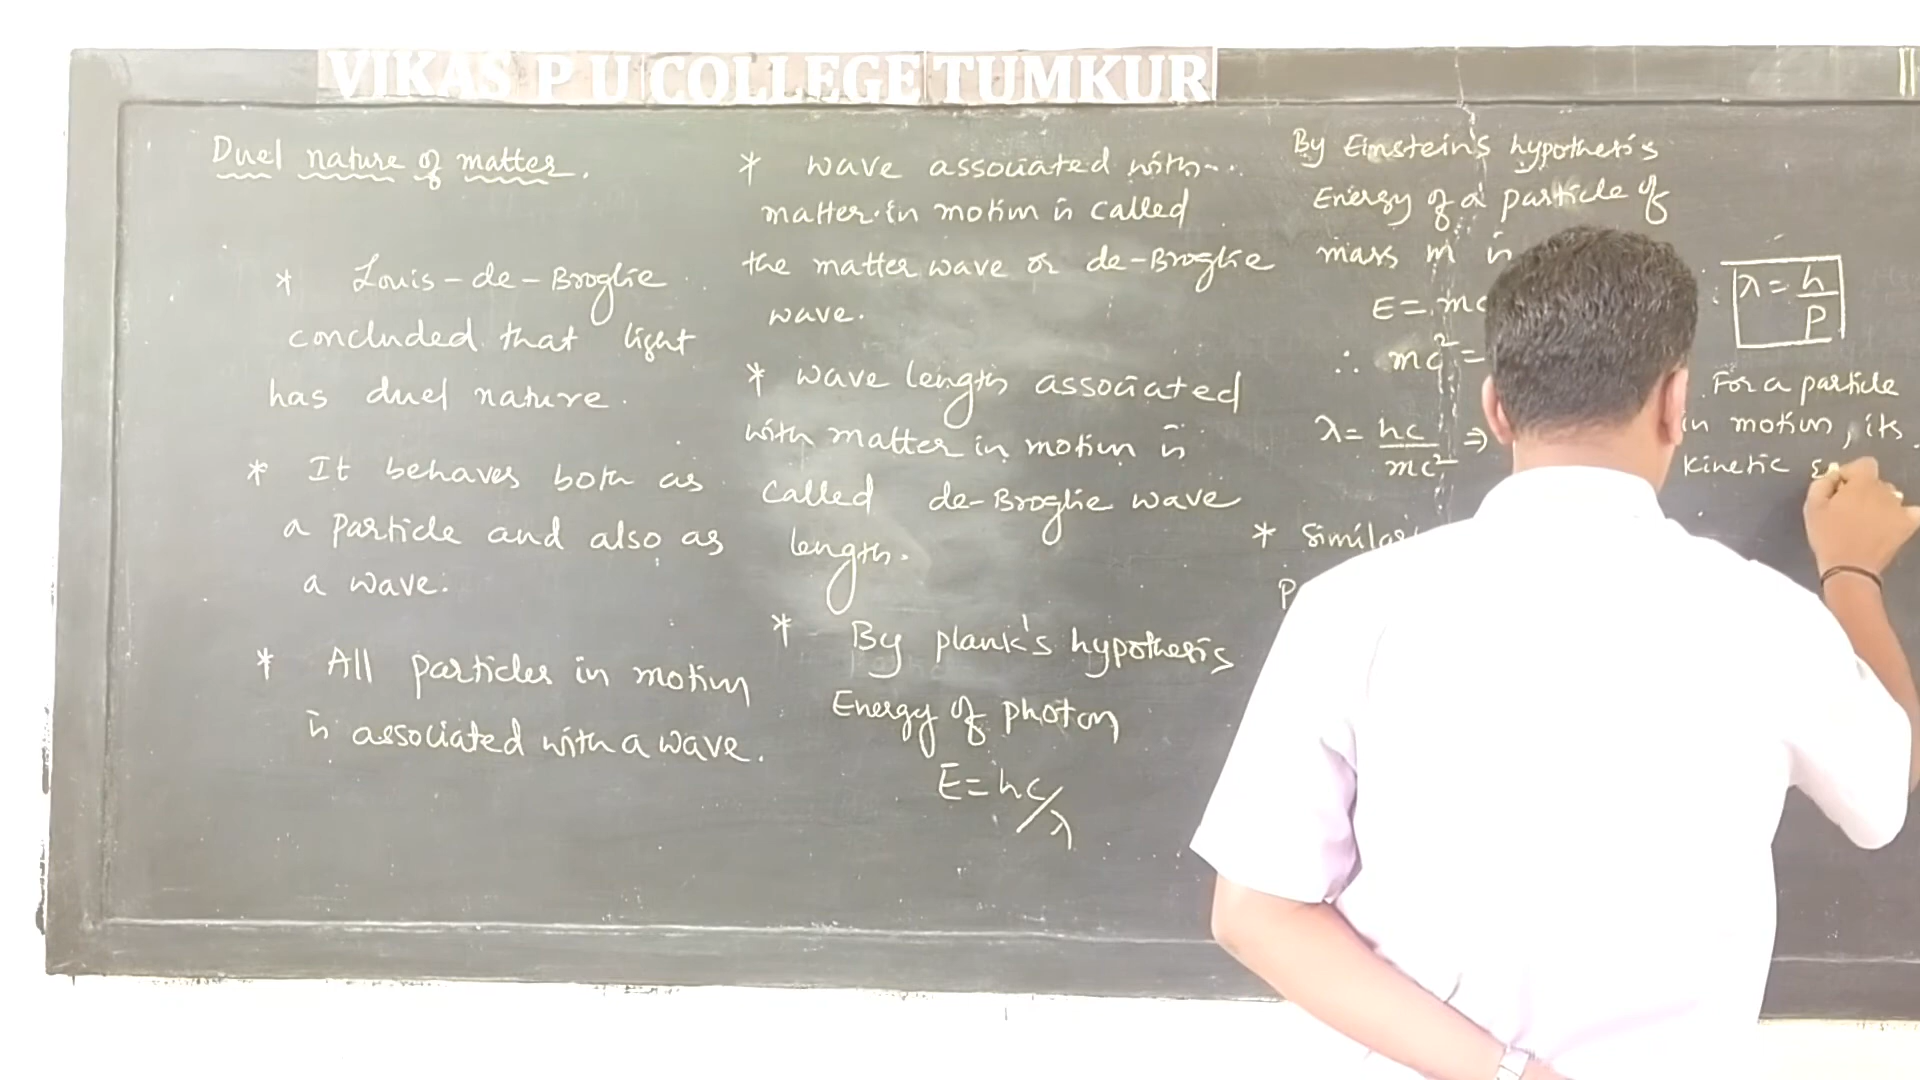 VIKAS P U COLLEGE TUMKUR
Duel nature of matter.
* Louis-de-Broglie
concluded that light
has duel nature.
* It behaves both as
a particle and also as
a wave.
* All particles in motion
is associated with a wave.
* wave associated with
matter in motion is called
the matter wave or de-Broglie
wave.
* wave length associated
with matter in motion is
called de-Broglie wave
length.
* By plank's hypothesis
Energy of photon
E=hc/λ
By Einstein's hypothesis
Energy of a particle of
mass m is
E=mc
∴ mc²=
λ=hc/mc² ⇒
*
λ=h/P
For a particle
in motion, its
kinetic